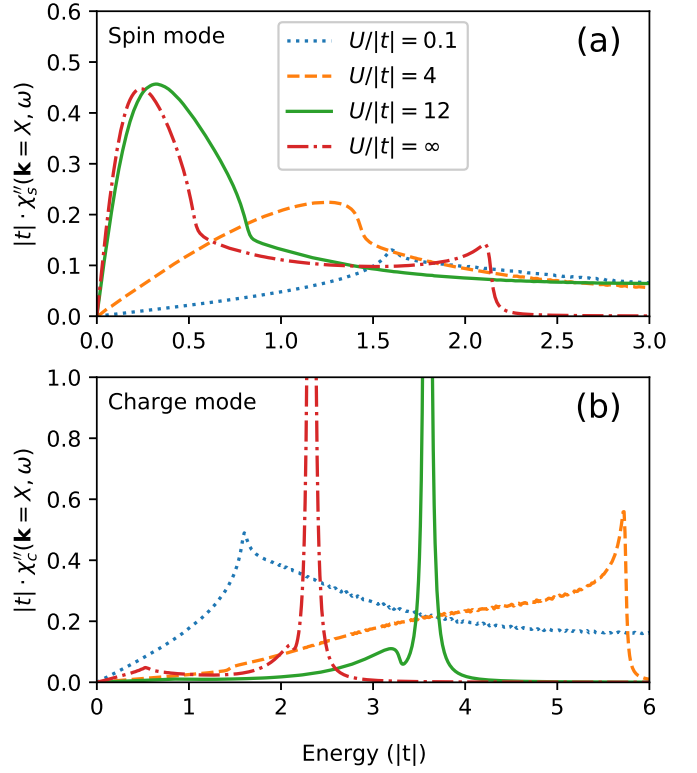 Spin mode
(a)
U/|t| = 0.1
U/|t| = 4
U/|t| = 12
U/|t| = ∞
|t| · χ″ₛ(k = X, ω)
0.6
0.5
0.4
0.3
0.2
0.1
0.0
0.0 0.5 1.0 1.5 2.0 2.5 3.0
Charge mode
(b)
|t| · χ″_c(k = X, ω)
1.0
0.8
0.6
0.4
0.2
0.0
0 1 2 3 4 5 6
Energy (|t|)